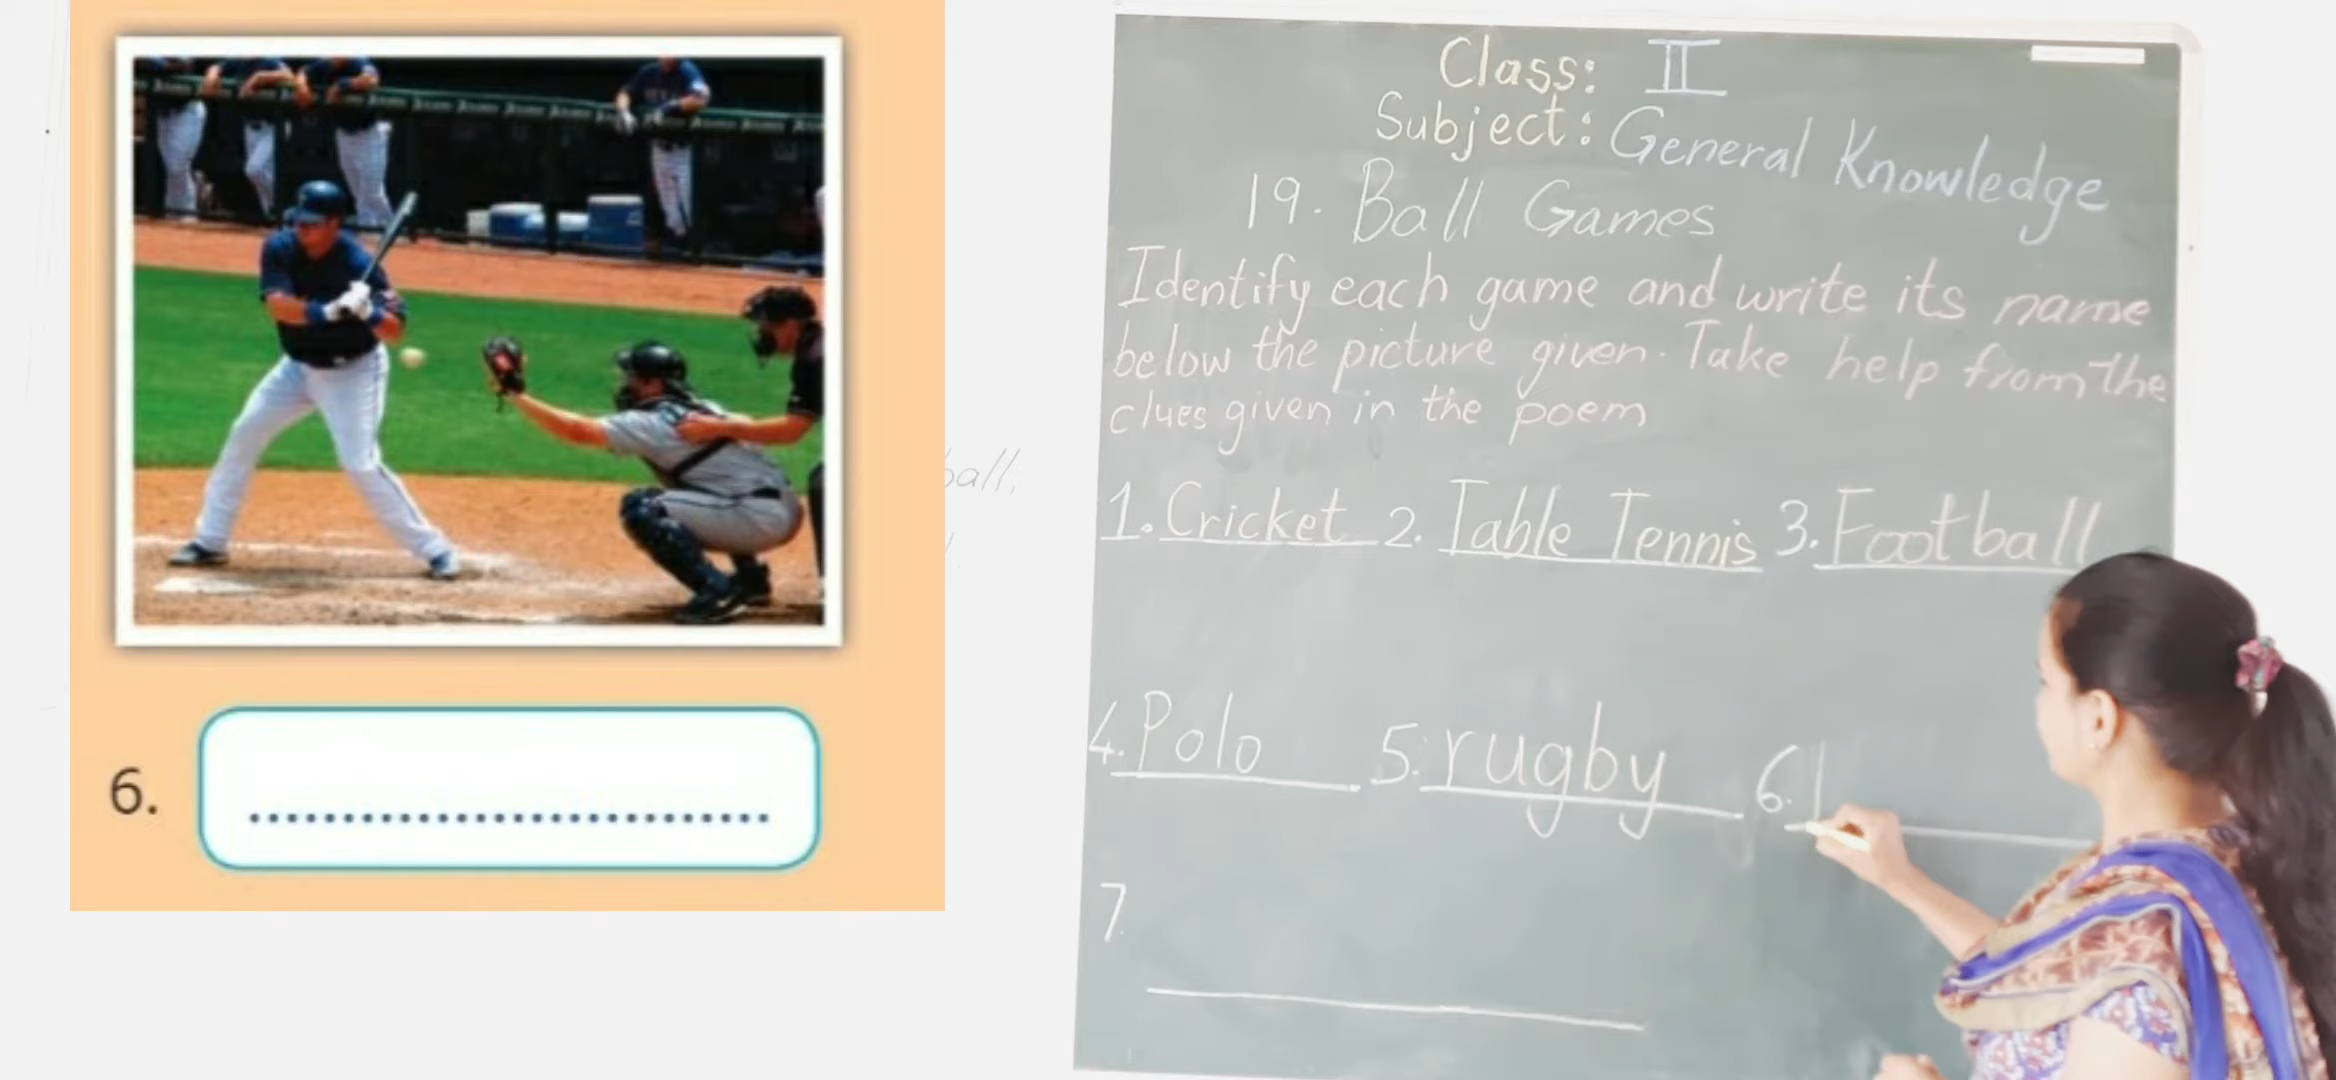 6.
ball,
Class: II
Subject: General Knowledge
19. Ball Games
Identify each game and write its name
below the picture given. Take help from the
clues given in the poem
1. Cricket 2. Table Tennis 3. Football
4. Polo 5. rugby 6.
7.